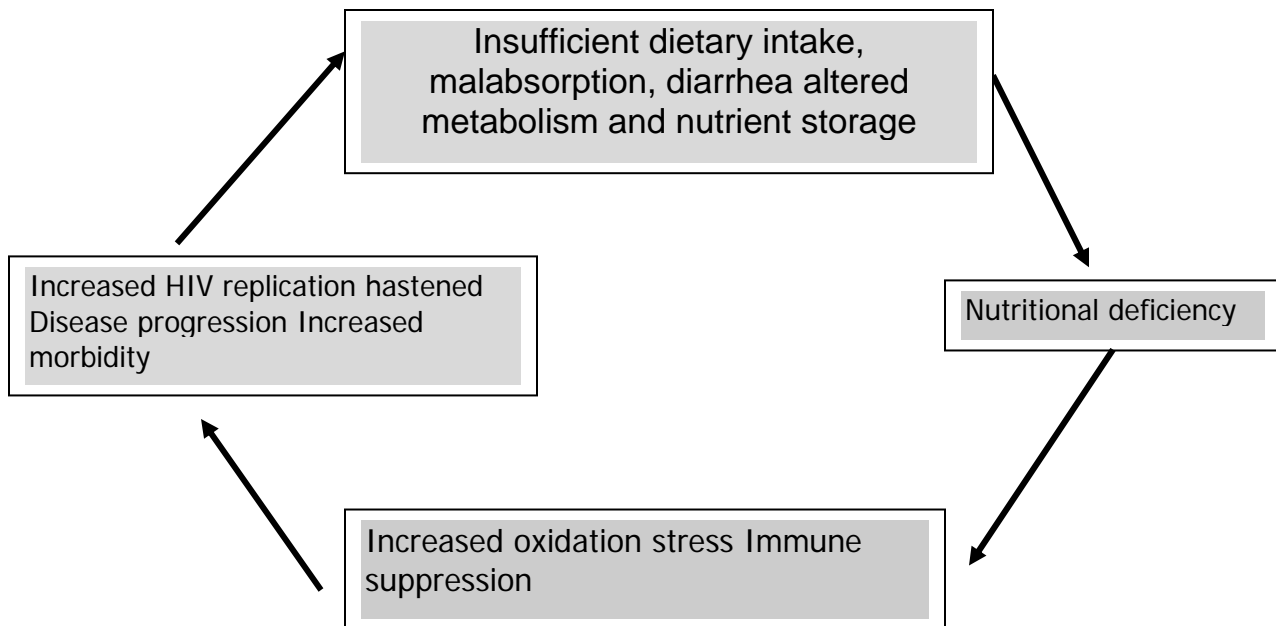 Insufficient dietary intake,
malabsorption, diarrhea altered
metabolism and nutrient storage
Increased HIV replication hastened
Disease progression Increased
morbidity
Nutritional deficiency
Increased oxidation stress Immune
suppression